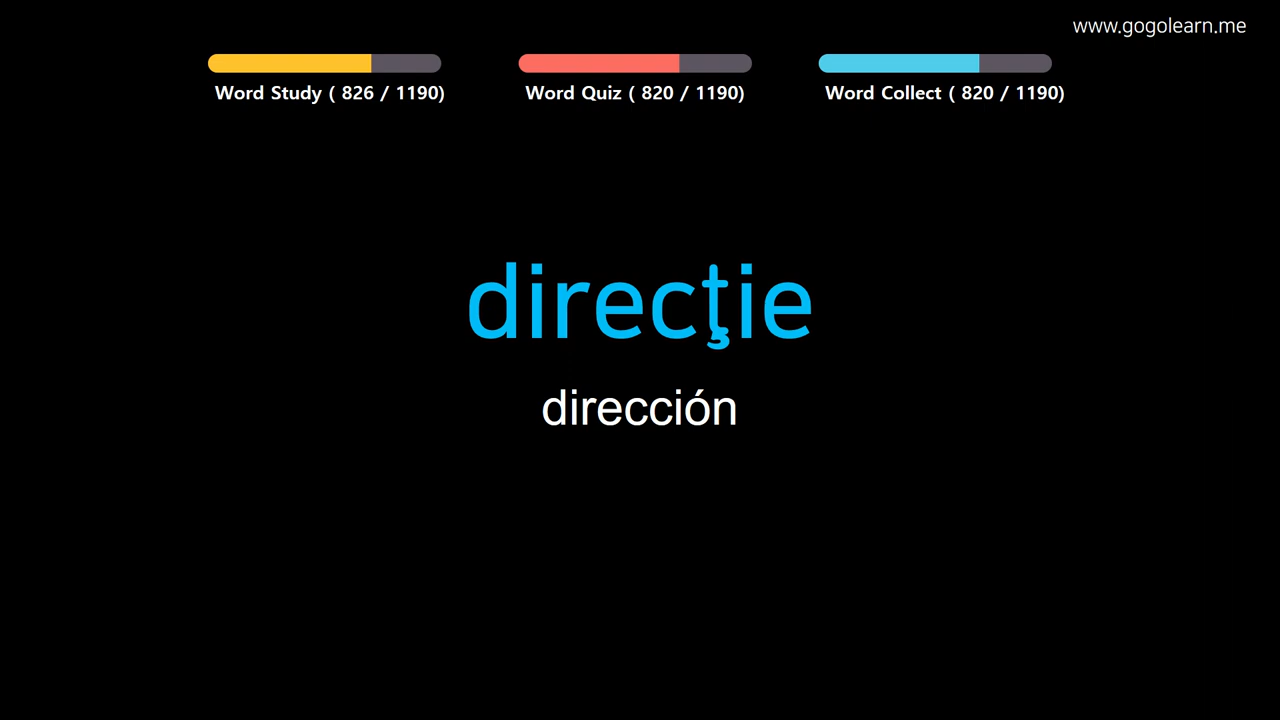 www.gogolearn.me
Word Study ( 826 / 1190)
Word Quiz ( 820 / 1190)
Word Collect ( 820 / 1190)
direcţie
dirección